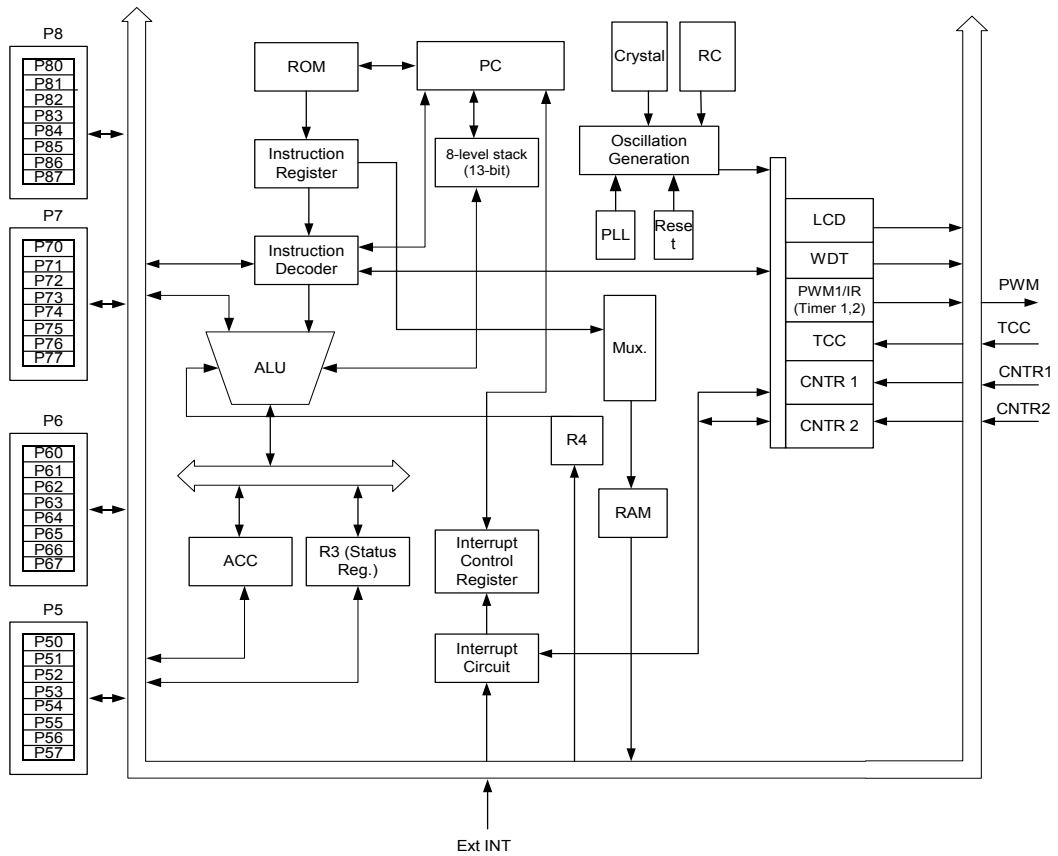 P8
P80
P81
P82
P83
P84
P85
P86
P87
P7
P70
P71
P72
P73
P74
P75
P76
P77
P6
P60
P61
P62
P63
P64
P65
P66
P67
P5
P50
P51
P52
P53
P54
P55
P56
P57
ROM
PC
Crystal
RC
Instruction
Register
8-level stack
(13-bit)
Oscillation
Generation
PLL
Rese
t
Instruction
Decoder
LCD
WDT
PWM1/IR
(Timer 1,2)
TCC
CNTR 1
CNTR 2
PWM
TCC
CNTR1
CNTR2
ALU
Mux.
R4
RAM
ACC
R3 (Status
Reg.)
Interrupt
Control
Register
Interrupt
Circuit
Ext INT